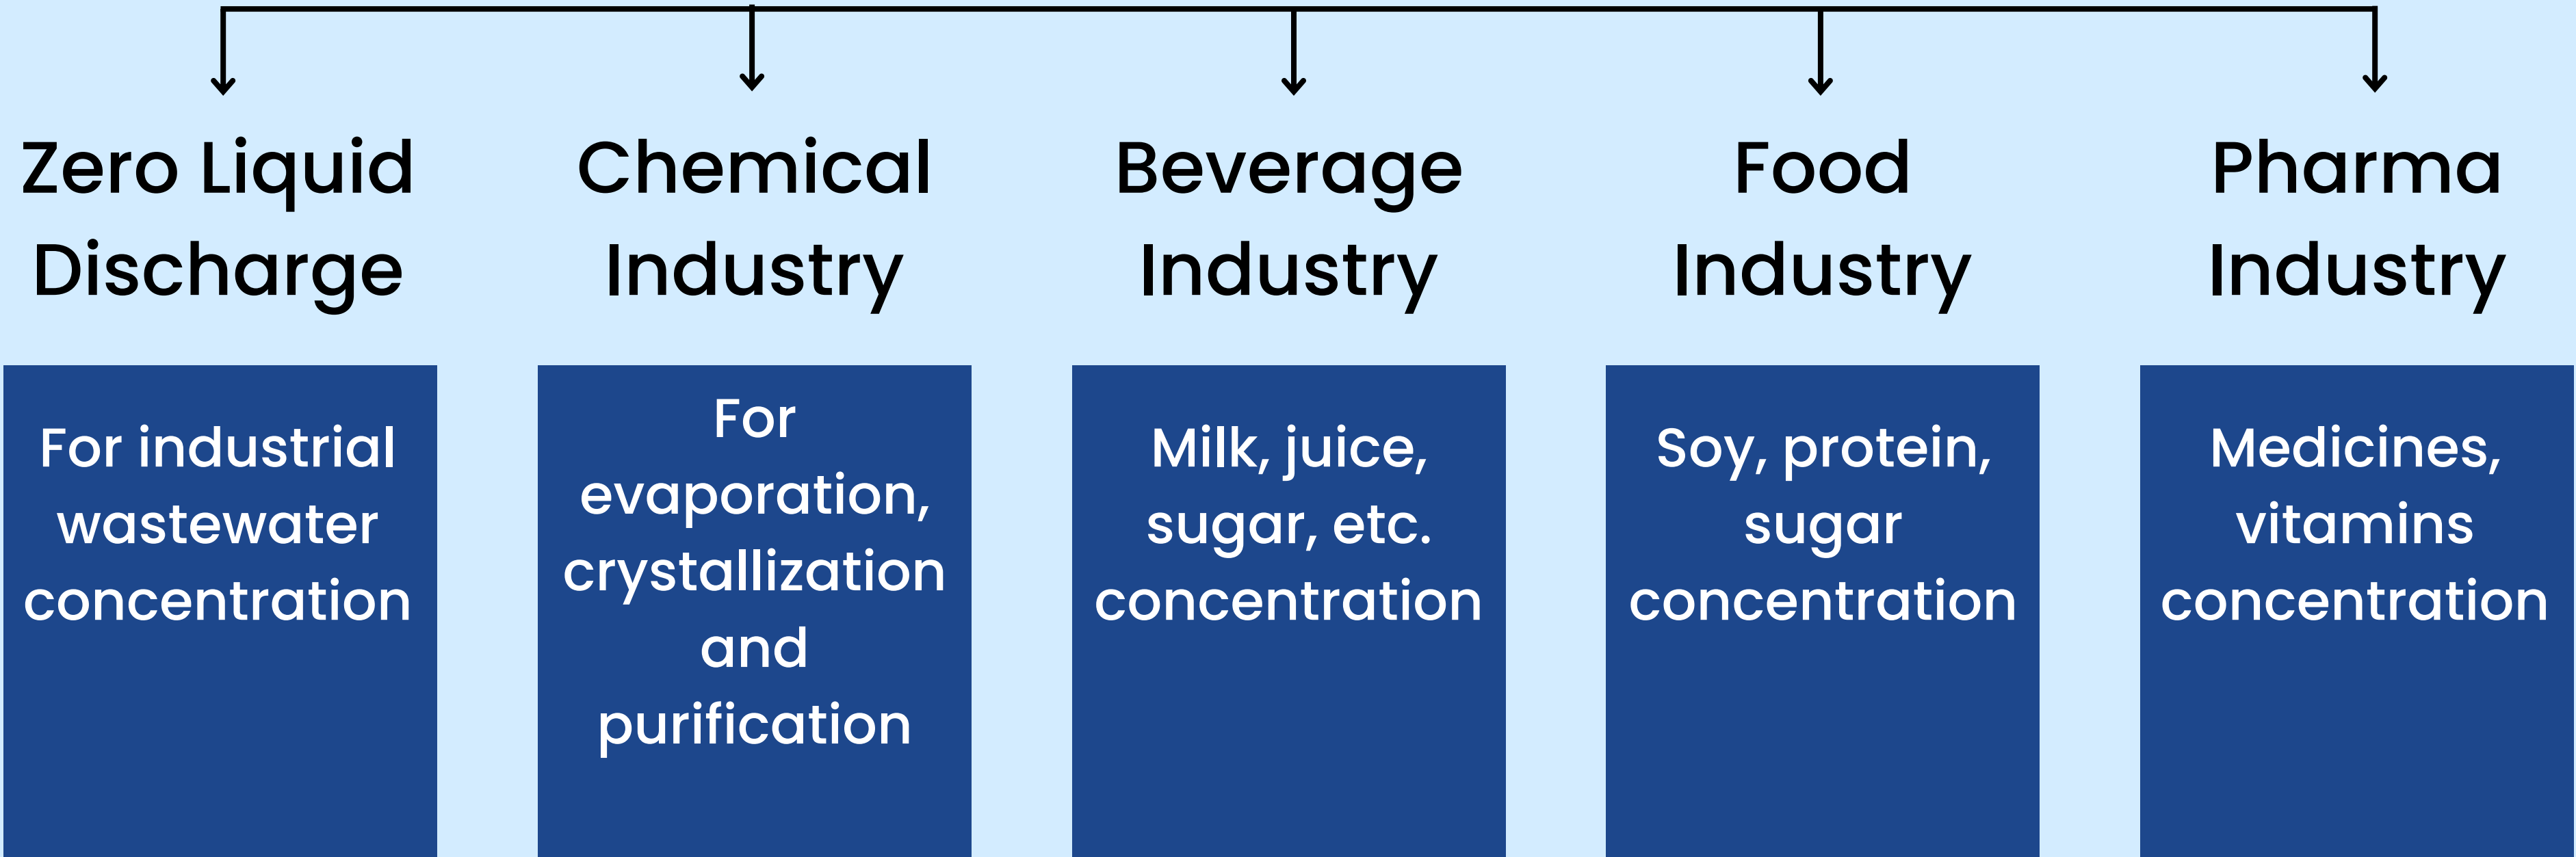 Zero Liquid
Discharge
Chemical
Industry
Beverage
Industry
Food
Industry
Pharma
Industry
For industrial
wastewater
concentration
For
evaporation,
crystallization
and
purification
Milk, juice,
sugar, etc.
concentration
Soy, protein,
sugar
concentration
Medicines,
vitamins
concentration